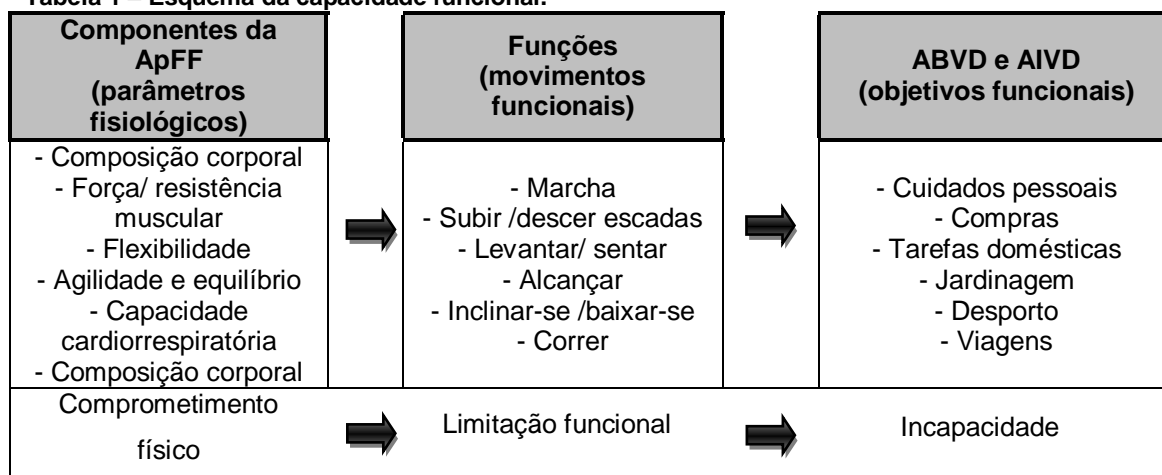 Tabela 1 – Esquema da capacidade funcional.
Componentes da
ApFF
(parâmetros
fisiológicos)
Funções
(movimentos
funcionais)
ABVD e AIVD
(objetivos funcionais)
- Composição corporal
- Força/ resistência
muscular
- Flexibilidade
- Agilidade e equilíbrio
- Capacidade
cardiorrespiratória
- Composição corporal
- Marcha
- Subir /descer escadas
- Levantar/ sentar
- Alcançar
- Inclinar-se /baixar-se
- Correr
- Cuidados pessoais
- Compras
- Tarefas domésticas
- Jardinagem
- Desporto
- Viagens
Comprometimento
físico
Limitação funcional
Incapacidade